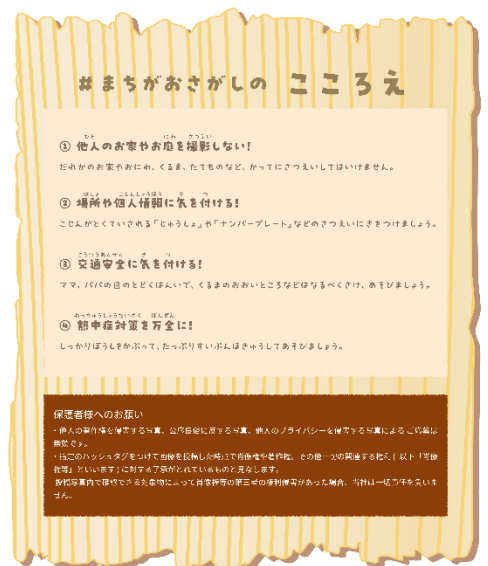 #まちがおさがしの こころえ
① 他人のお家やお庭を撮影しない!
だれかのお家やおにわ、くるま、たてものなど、かってにさつえいしてはいけません。
② 場所や個人情報に気を付ける!
こじんがとくていされる「じゅうしょ」や「ナンバープレート」などのさつえいにきをつけましょう。
③ 交通安全に気を付ける!
ママ、パパの目のとどくはんいで、くるまのおおいところなどはなるべくさけ、あそびましょう。
④ 熱中症対策を万全に!
しっかりぼうしをかぶって、たっぷりすいぶんほきゅうしてあそびましょう。
保護者様へのお願い
・他人の著作権を侵害する写真、公序良俗に反する写真、他人のプライバシーを侵害する写真によるご応募は
無効です。
・指定のハッシュタグをつけて画像を投稿した時点で肖像権や著作権、その他一切の関連する権利(以下「肖像
権等」といいます)に対する了承がとれているものと見なします。
投稿写真内で確認できる対象物によって肖像権等の第三者の権利侵害があった場合、当社は一切責任を負いま
せん。